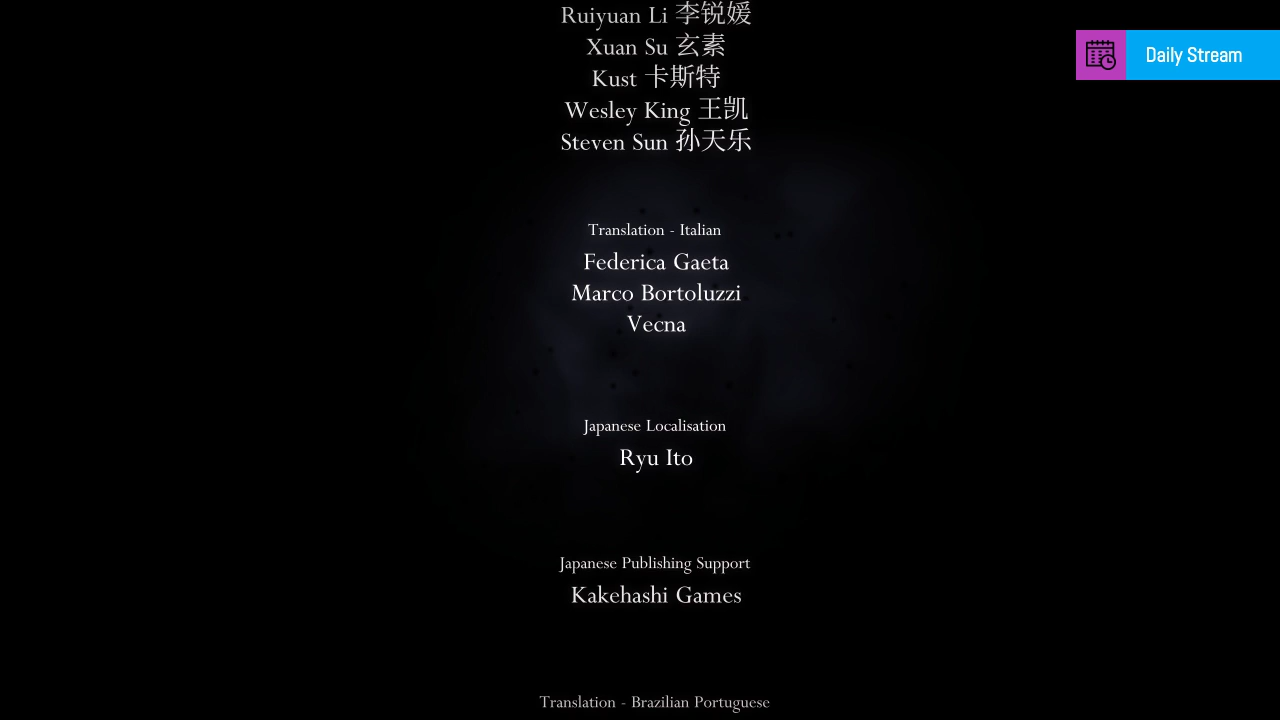 Ruiyuan Li 李锐媛
Xuan Su 玄素
Kust 卡斯特
Wesley King 王凯
Steven Sun 孙天乐
Translation - Italian
Federica Gaeta
Marco Bortoluzzi
Vecna
Japanese Localisation
Ryu Ito
Japanese Publishing Support
Kakehashi Games
Translation - Brazilian Portuguese
Daily Stream